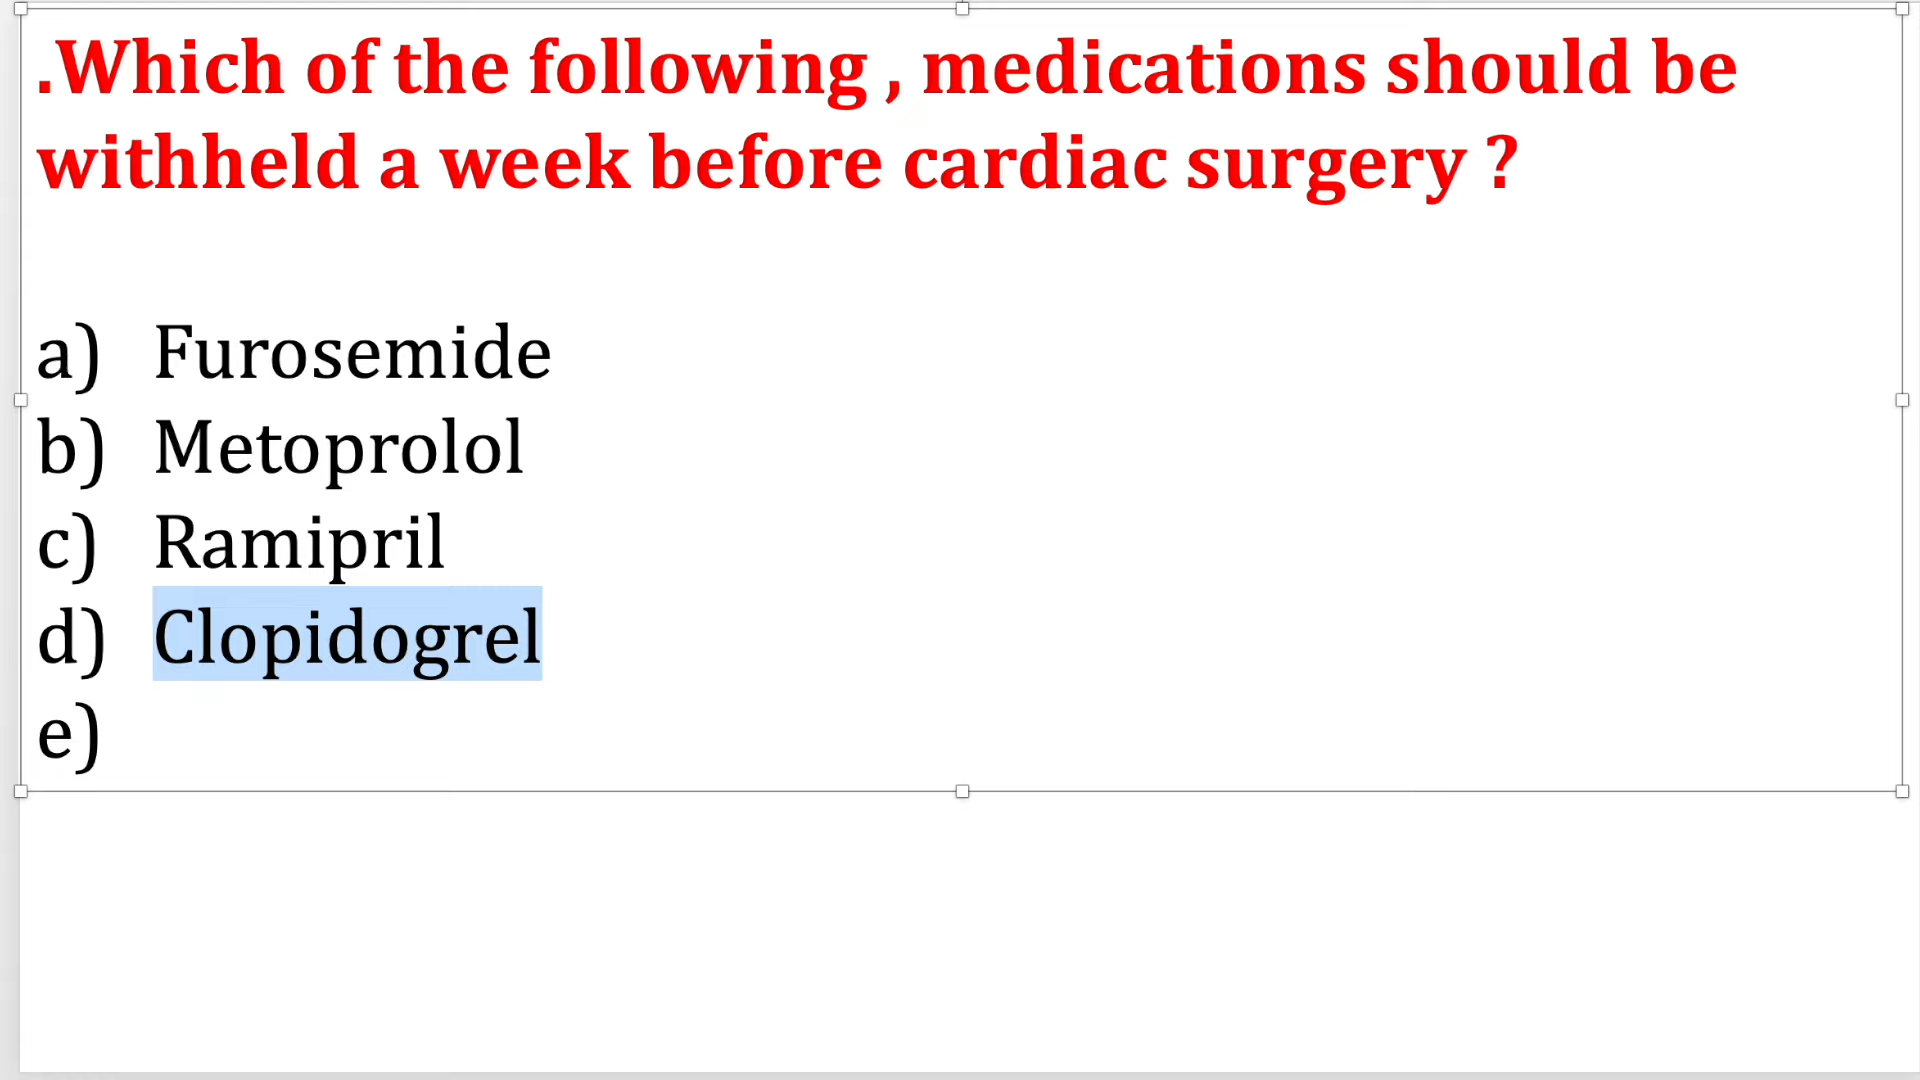 .Which of the following , medications should be
withheld a week before cardiac surgery ?
a) Furosemide
b) Metoprolol
c) Ramipril
d) Clopidogrel
e)